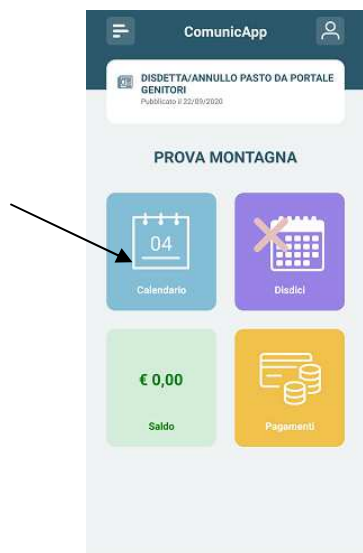 ComunicApp
DISDETTA/ANNULLO PASTO DA PORTALE
GENITORI
Pubblicato il 22/09/2020
PROVA MONTAGNA
04
Calendario
Disdici
€ 0,00
Saldo
Pagamenti